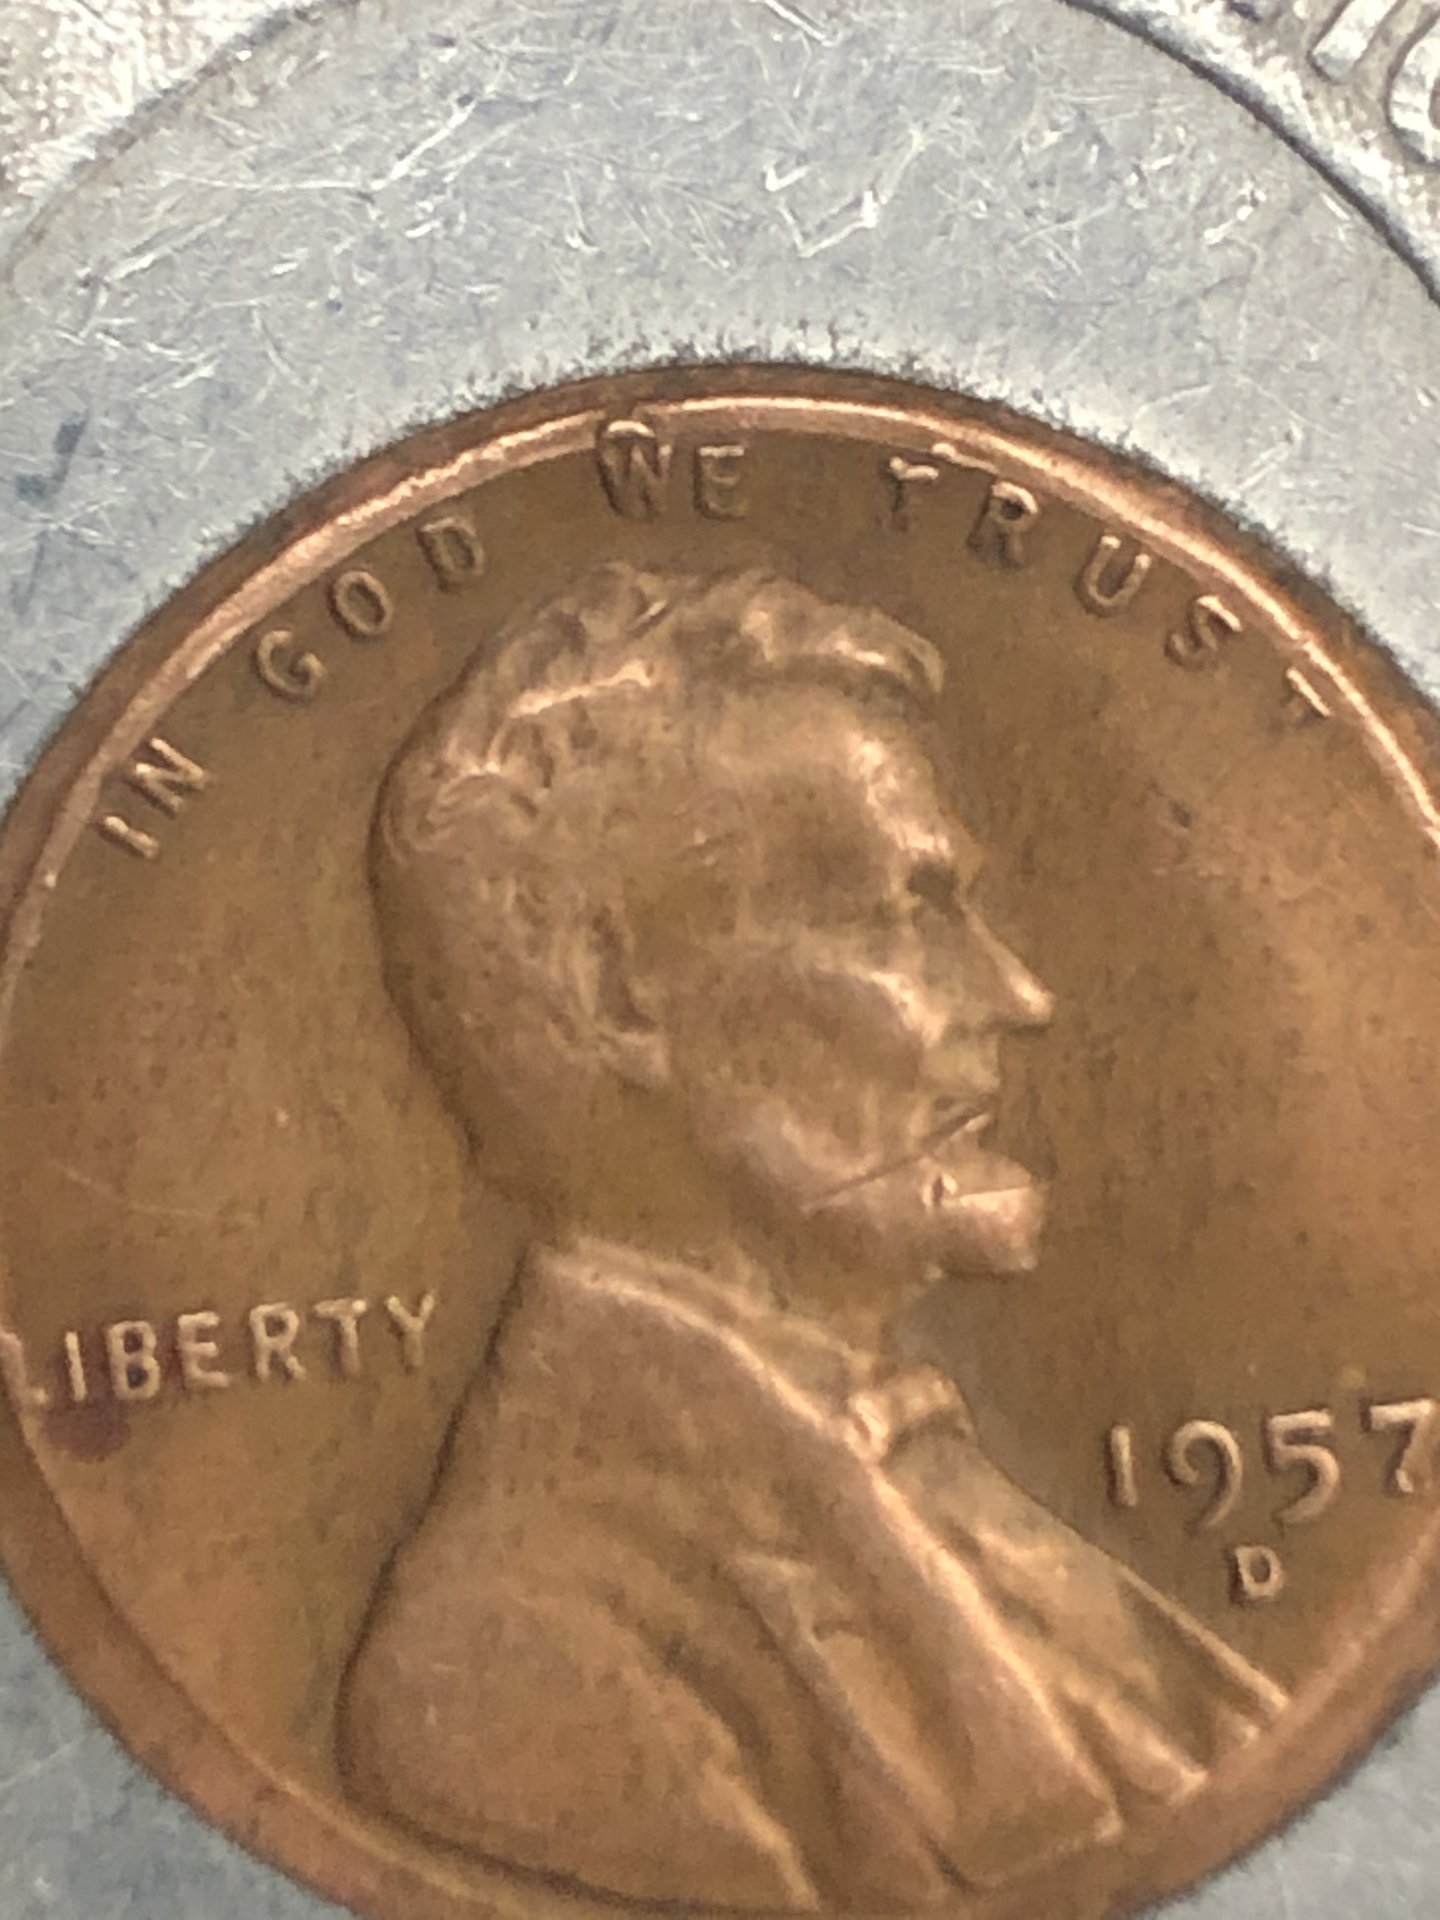 IN GOD WE TRUST
LIBERTY
1957
D